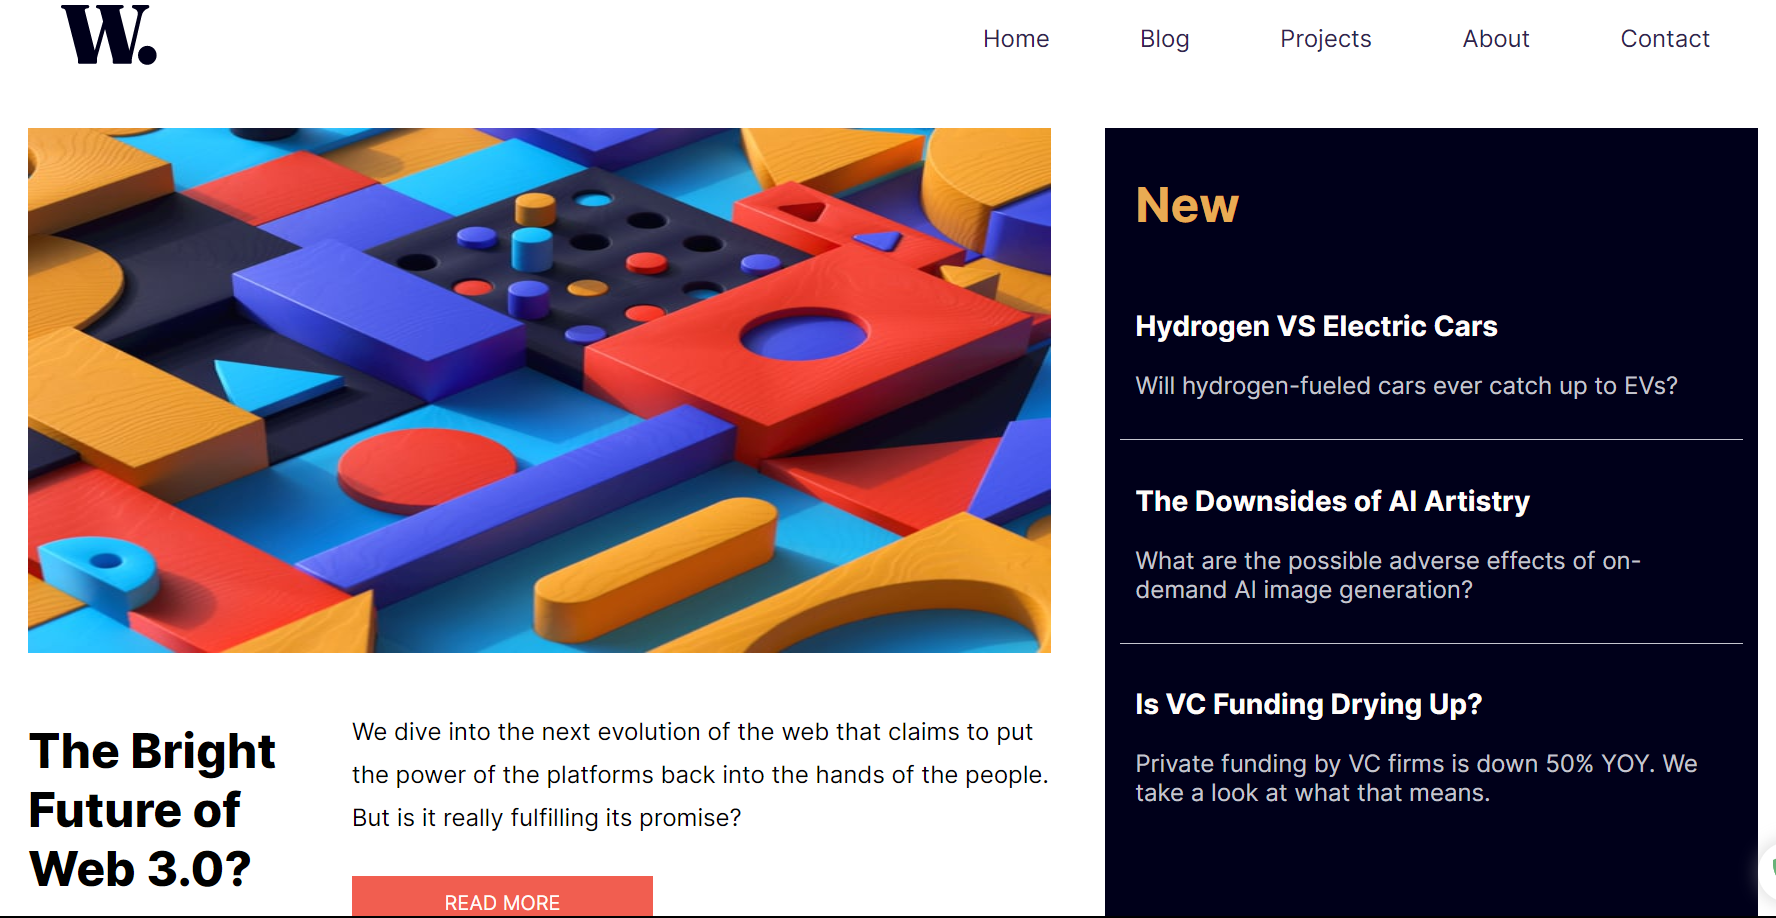 W.
Home
Blog
Projects
About
Contact
The Bright
Future of
Web 3.0?
We dive into the next evolution of the web that claims to put
the power of the platforms back into the hands of the people.
But is it really fulfilling its promise?
READ MORE
New
Hydrogen VS Electric Cars
Will hydrogen-fueled cars ever catch up to EVs?
The Downsides of AI Artistry
What are the possible adverse effects of on-
demand AI image generation?
Is VC Funding Drying Up?
Private funding by VC firms is down 50% YOY. We
take a look at what that means.